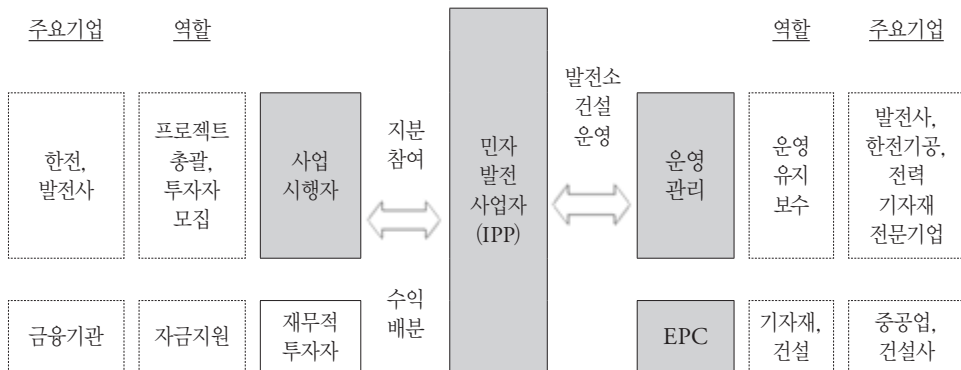 주요기업
역할
한전,
발전사
프로젝트
총괄,
투자자
모집
사업
시행자
지분
참여
민자
발전
사업자
(IPP)
발전소
건설
운영
운영
관리
역할
주요기업
운영
유지
보수
발전사,
한전기공,
전력
기자재
전문기업
금융기관
자금지원
재무적
투자자
수익
배분
EPC
기자재,
건설
중공업,
건설사